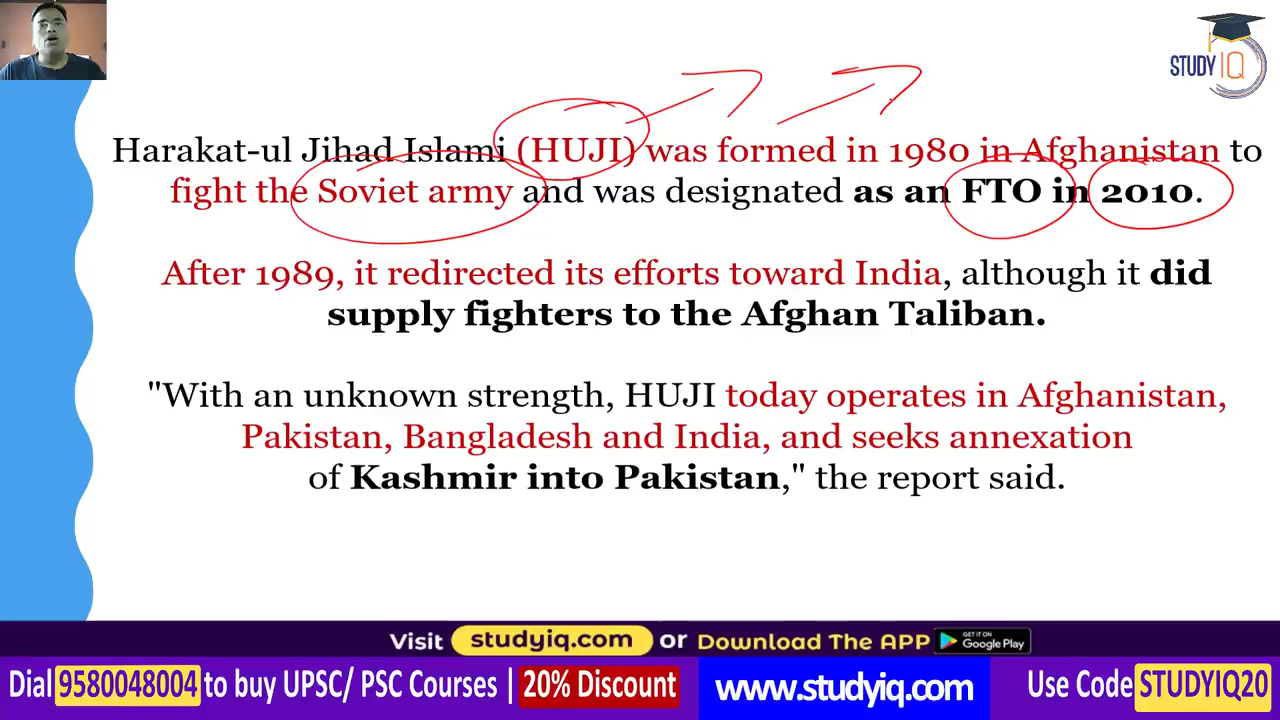 STUDY IQ
Harakat-ul Jihad Islami (HUJI) was formed in 1980 in Afghanistan to
fight the Soviet army and was designated as an FTO in 2010.
After 1989, it redirected its efforts toward India, although it did
supply fighters to the Afghan Taliban.
"With an unknown strength, HUJI today operates in Afghanistan,
Pakistan, Bangladesh and India, and seeks annexation
of Kashmir into Pakistan," the report said.
Visit studyiq.com or Download The APP GET IT ON Google Play
Dial 9580048004 to buy UPSC/ PSC Courses | 20% Discount www.studyiq.com Use Code STUDYIQ20